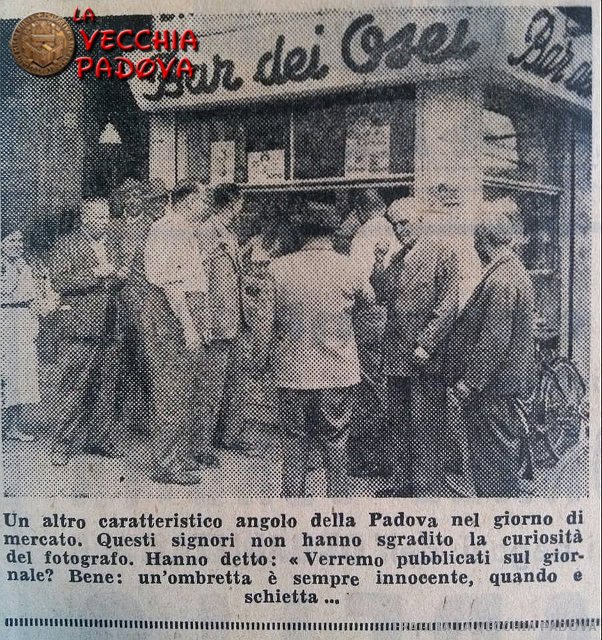 LA
VECCHIA
PADOVA
Bar dei Osei
Bar
Un altro caratteristico angolo della Padova nel giorno di
mercato. Questi signori non hanno sgradito la curiosità
del fotografo. Hanno detto: « Verremo pubblicati sul gior-
nale? Bene: un'ombretta è sempre innocente, quando e
schietta ...